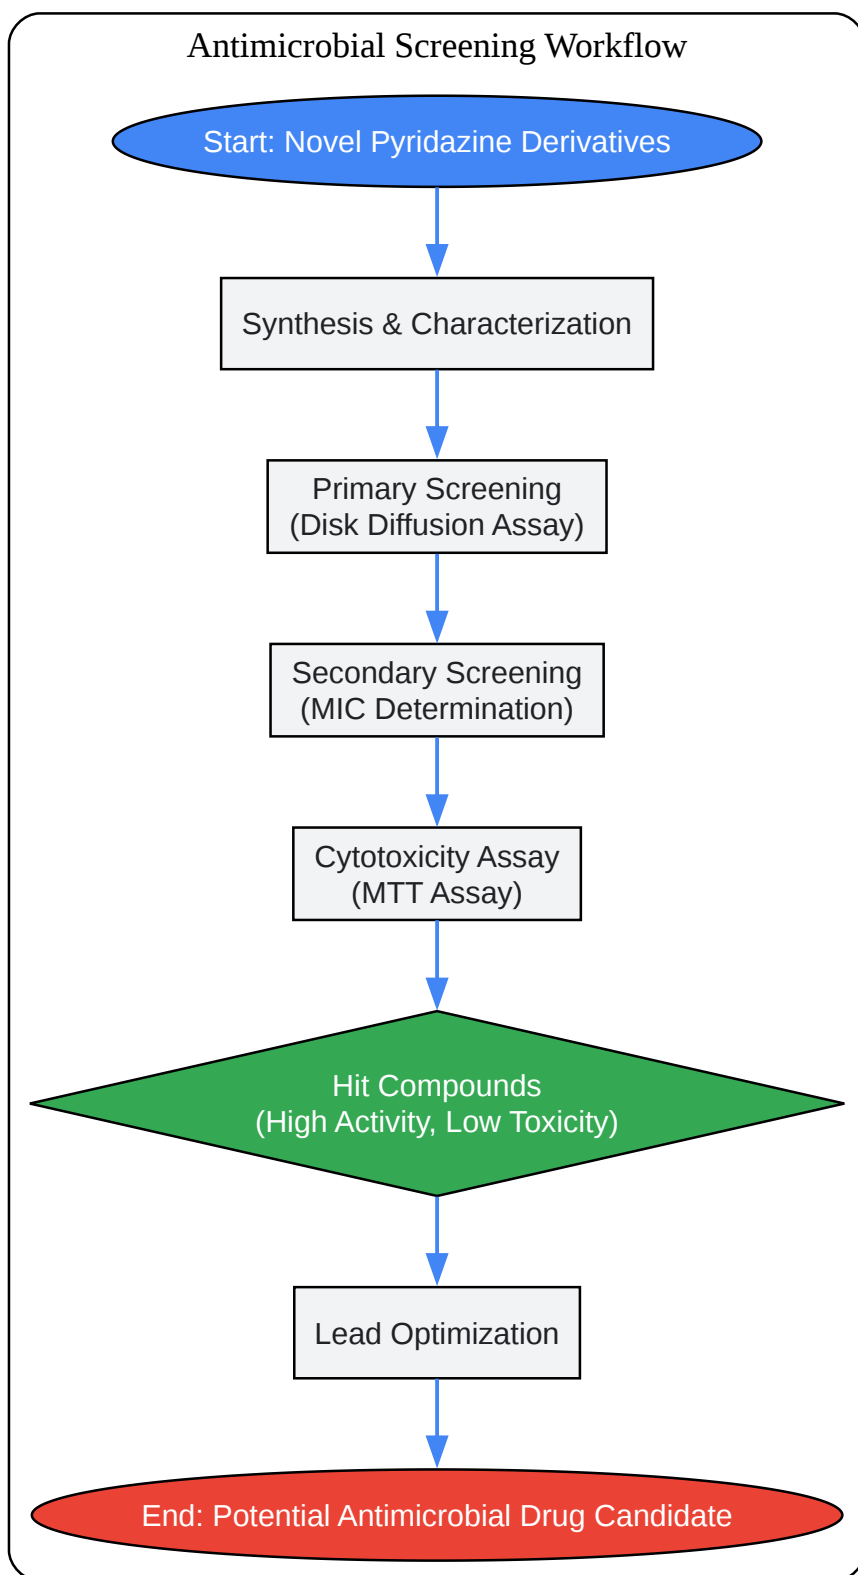 Antimicrobial Screening Workflow
Start: Novel Pyridazine Derivatives
Synthesis & Characterization
Primary Screening
(Disk Diffusion Assay)
Secondary Screening
(MIC Determination)
Cytotoxicity Assay
(MTT Assay)
Hit Compounds
(High Activity, Low Toxicity)
Lead Optimization
End: Potential Antimicrobial Drug Candidate